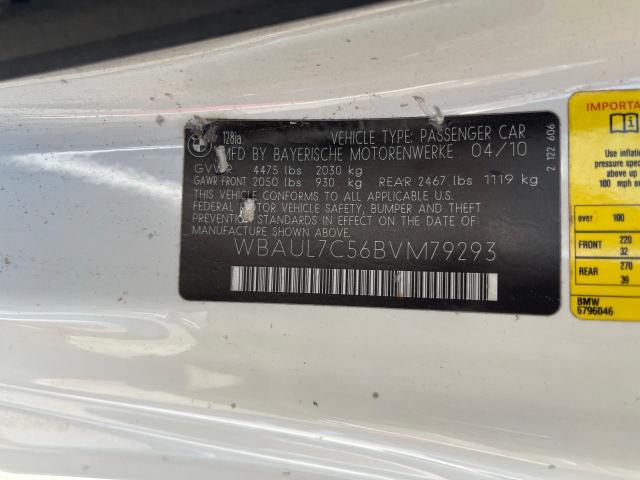 128ia
VEHICLE TYPE: PASSENGER CAR
MFD BY BAYERISCHE MOTORENWERKE 04/10
GVWR 4475 lbs 2030 kg
GAWR FRONT 2050 lbs 930 kg REAR 2467 lbs 1119 kg
THIS VEHICLE CONFORMS TO ALL APPLICABLE U.S.
FEDERAL MOTOR VEHICLE SAFETY, BUMPER AND THEFT
PREVENTION STANDARDS IN EFFECT ON THE DATE OF
MANUFACTURE SHOWN ABOVE.
WBAUL7C56BVM79293
2 122 606
IMPORTA
Use inflation
pressure spec
above up
100 mph or
over 100
FRONT 220
32
REAR 270
39
BMW
6796046